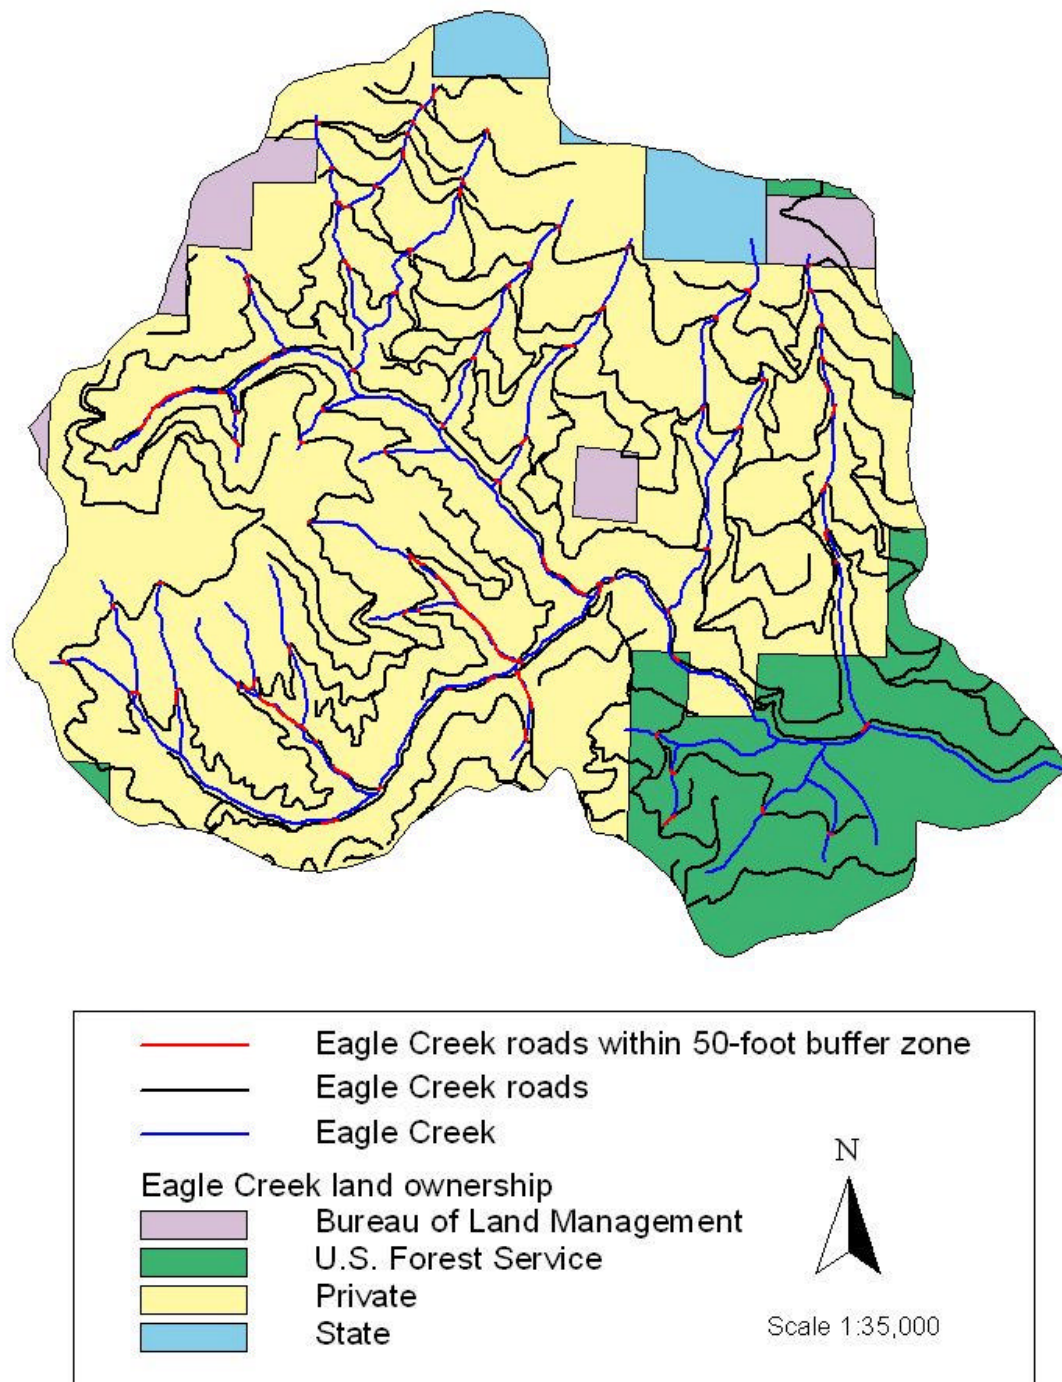 Eagle Creek roads within 50-foot buffer zone
Eagle Creek roads
Eagle Creek
N
Eagle Creek land ownership
Bureau of Land Management
U.S. Forest Service
Private
State
Scale 1:35,000